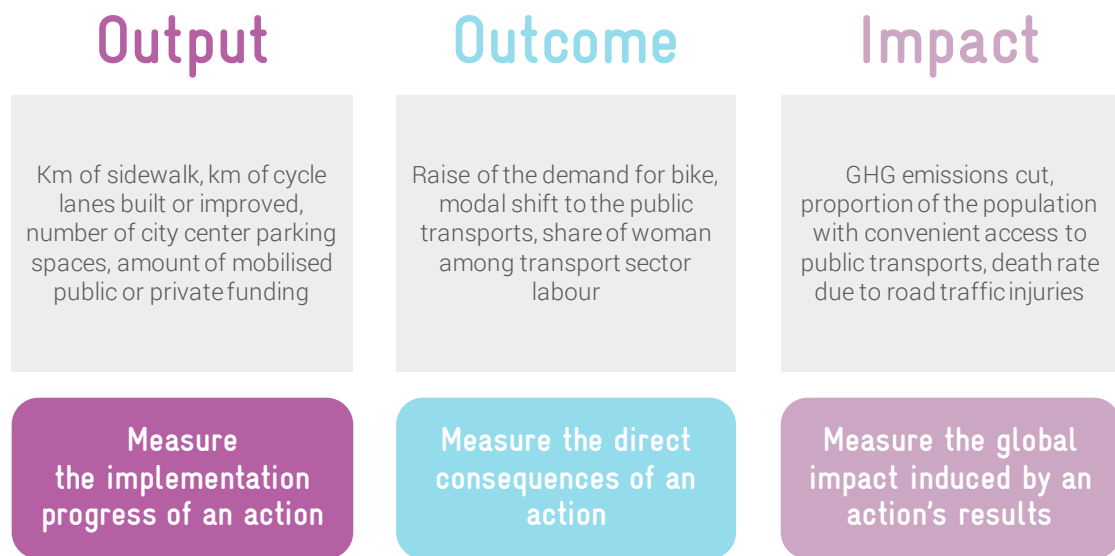 Output
Km of sidewalk, km of cycle
lanes built or improved,
number of city center parking
spaces, amount of mobilised
public or private funding
Measure
the implementation
progress of an action
Outcome
Raise of the demand for bike,
modal shift to the public
transports, share of woman
among transport sector
labour
Measure the direct
consequences of an
action
Impact
GHG emissions cut,
proportion of the population
with convenient access to
public transports, death rate
due to road traffic injuries
Measure the global
impact induced by an
action's results